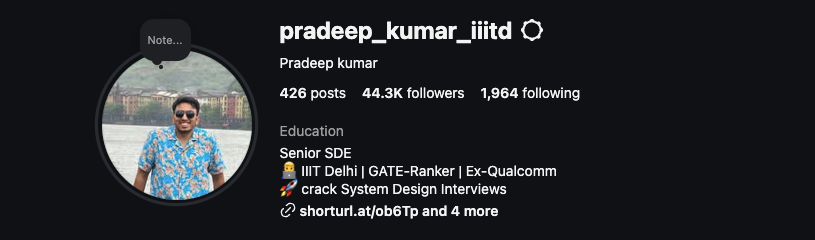 Note...
pradeep_kumar_iiitd
Pradeep kumar
426 posts 44.3K followers 1,964 following
Education
Senior SDE
👨‍💻 IIIT Delhi | GATE-Ranker | Ex-Qualcomm
🚀 crack System Design Interviews
shorturl.at/ob6Tp and 4 more